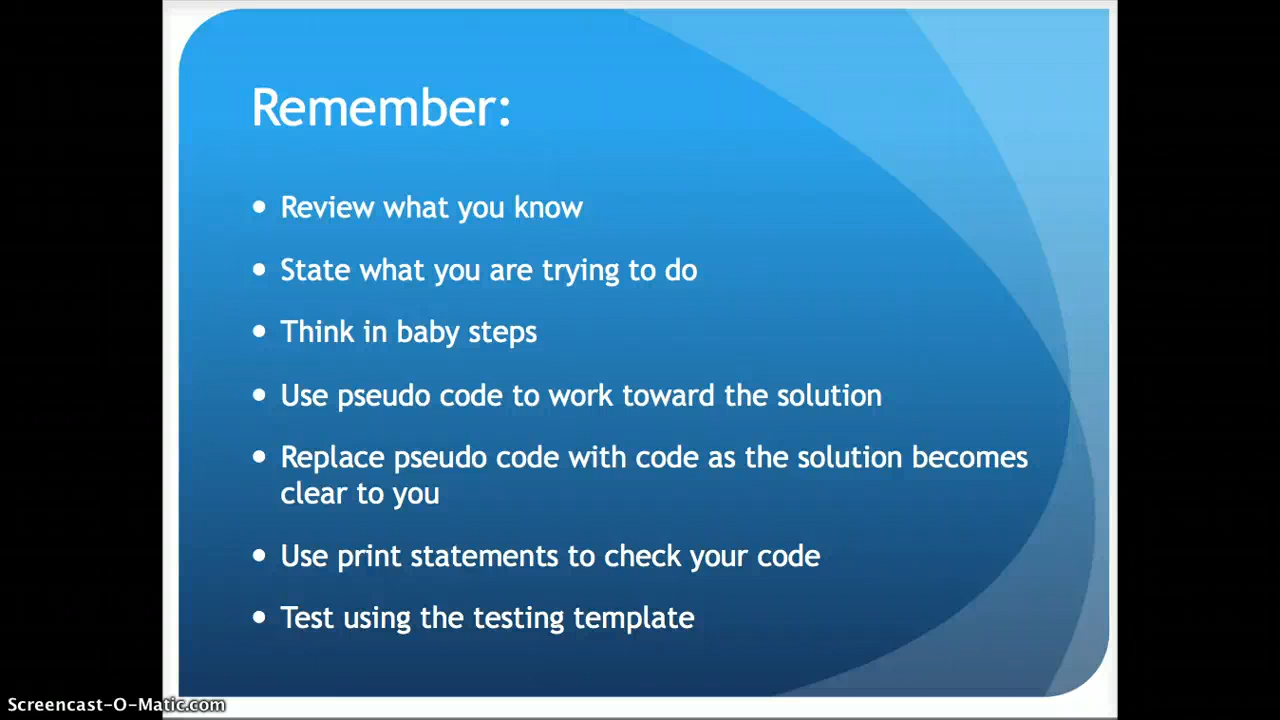 Remember:
• Review what you know
• State what you are trying to do
• Think in baby steps
• Use pseudo code to work toward the solution
• Replace pseudo code with code as the solution becomes
clear to you
• Use print statements to check your code
• Test using the testing template
Screencast-O-Matic.com